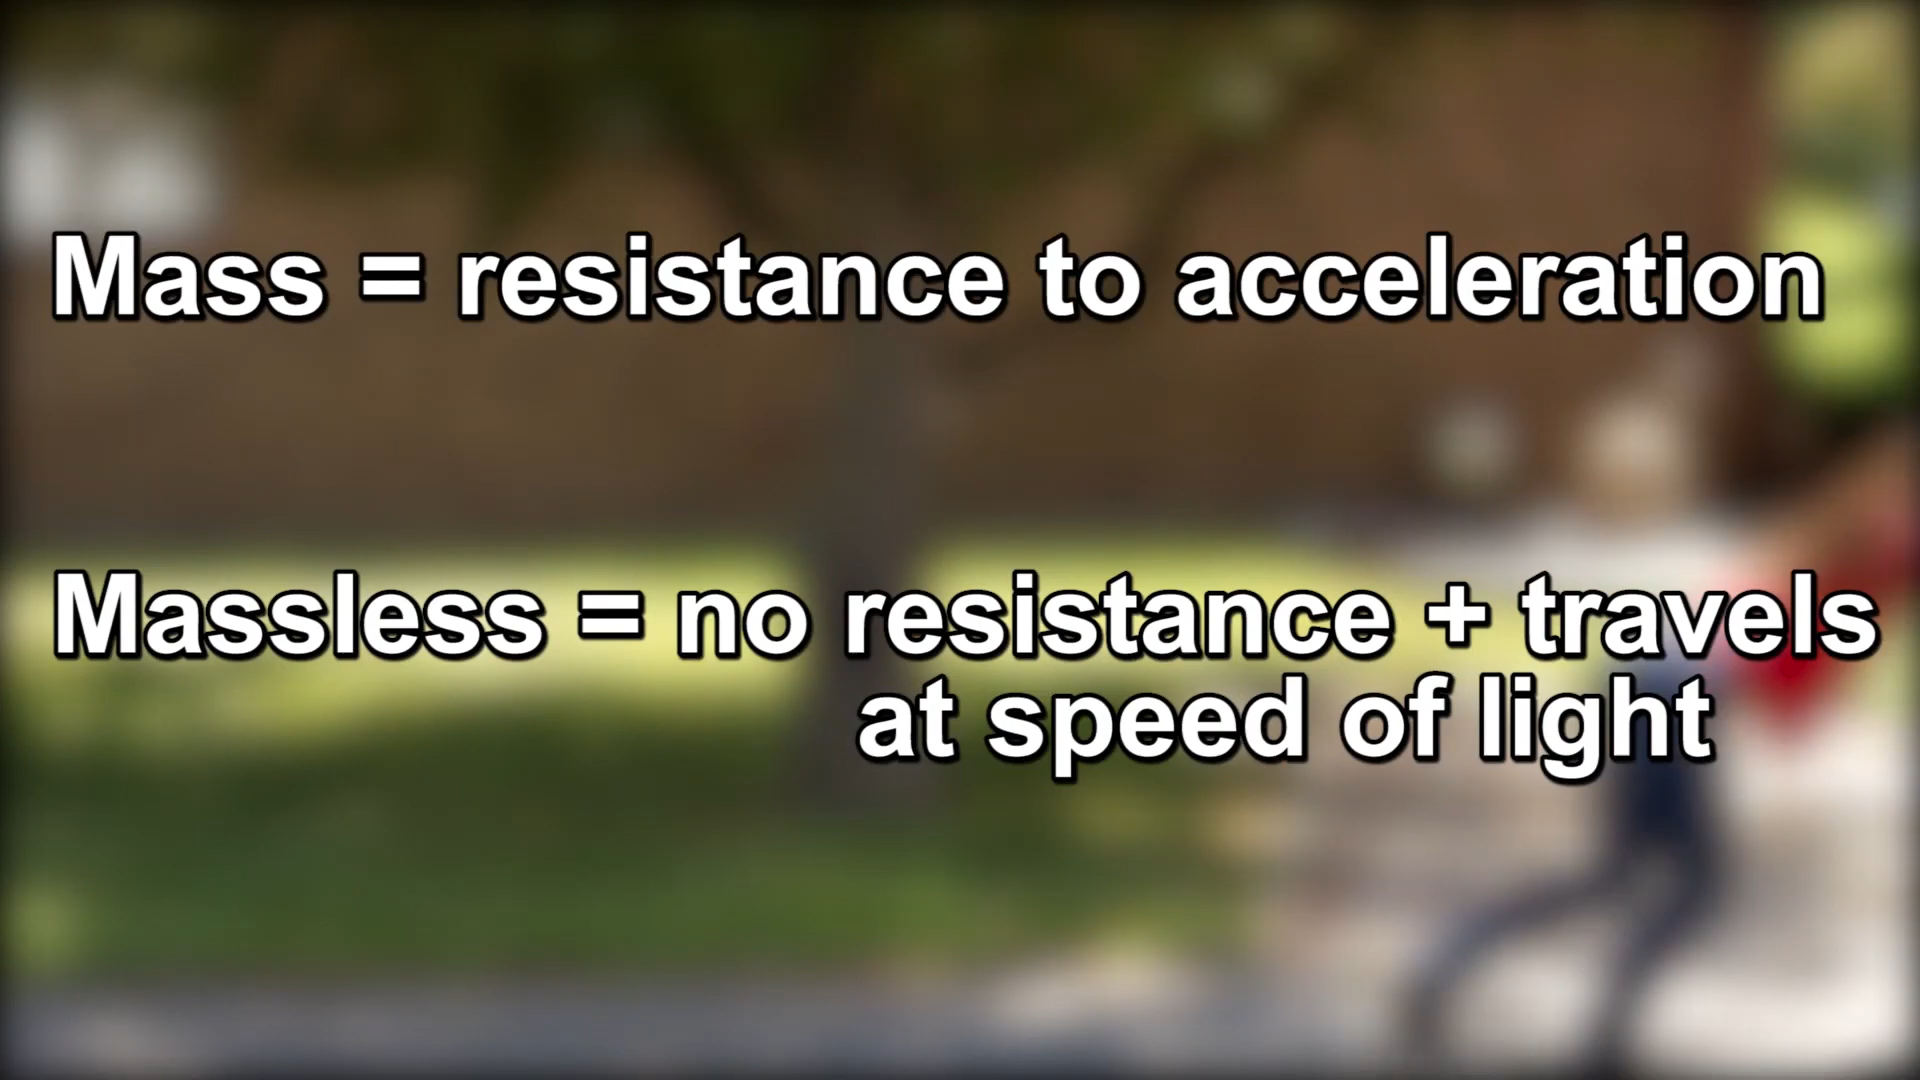 Mass = resistance to acceleration
Massless = no resistance + travels
at speed of light